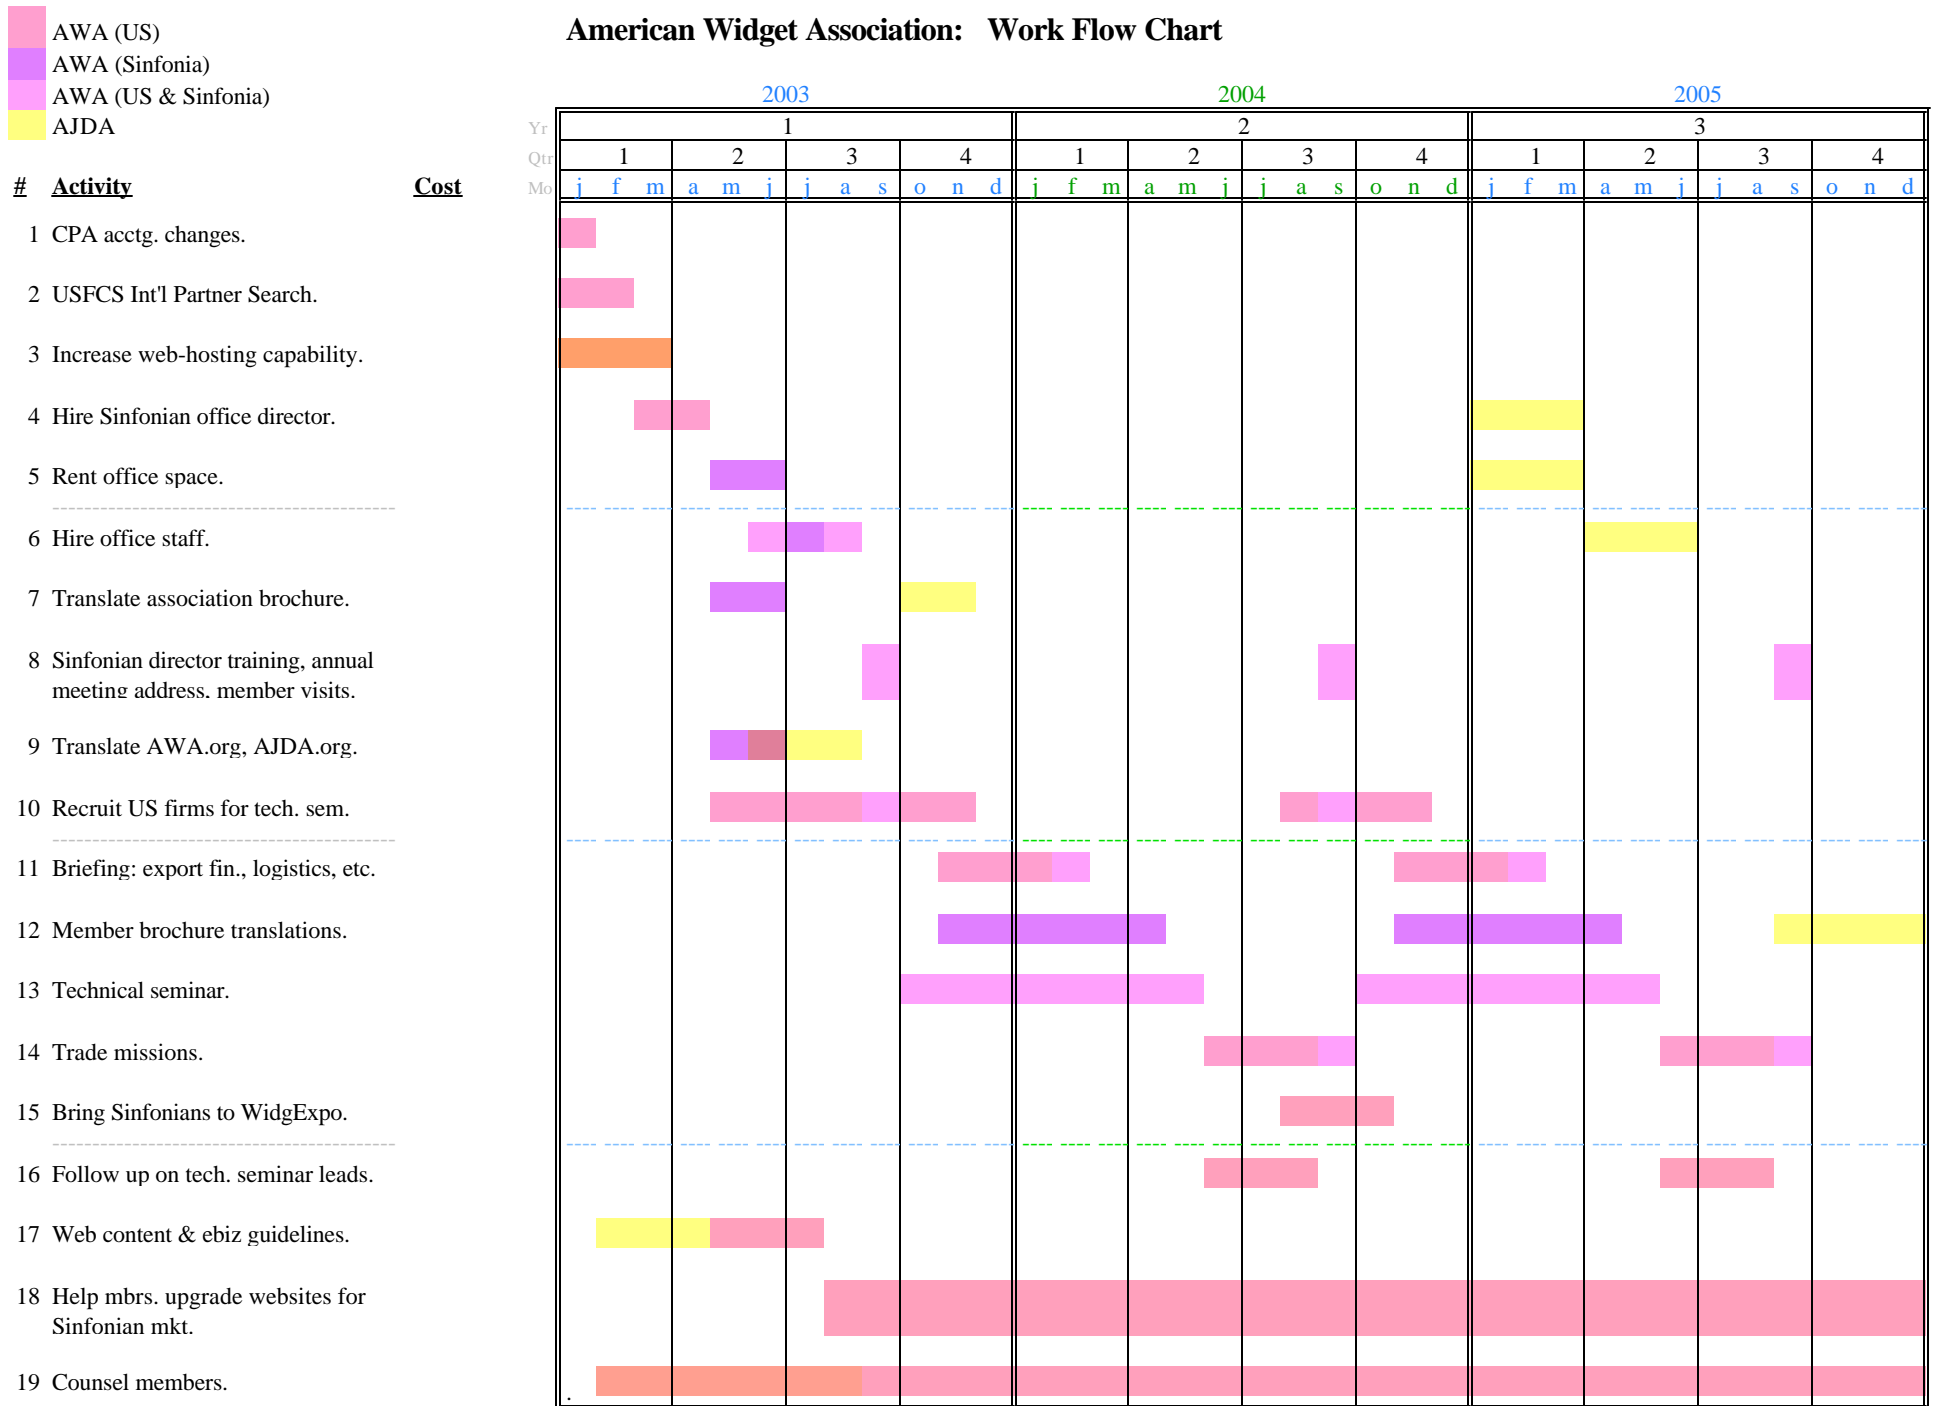 AWA (US)
American Widget Association:   Work Flow Chart
AWA (Sinfonia)
AWA (US & Sinfonia)
2003 2004 2005
AJDA
Yr 1 2 3
Qtr 1 2 3 4 1 2 3 4 1 2 3 4
# Activity Cost Mo j f m a m j j a s o n d j f m a m j j a s o n d j f m a m j j a s o n d
1 CPA acctg. changes.
2 USFCS Int'l Partner Search.
3 Increase web-hosting capability.
4 Hire Sinfonian office director.
5 Rent office space.
6 Hire office staff.
7 Translate association brochure.
8 Sinfonian director training, annual
meeting address, member visits.
9 Translate AWA.org, AJDA.org.
10 Recruit US firms for tech. sem.
11 Briefing: export fin., logistics, etc.
12 Member brochure translations.
13 Technical seminar.
14 Trade missions.
15 Bring Sinfonians to WidgExpo.
16 Follow up on tech. seminar leads.
17 Web content & ebiz guidelines.
18 Help mbrs. upgrade websites for
Sinfonian mkt.
19 Counsel members.
.